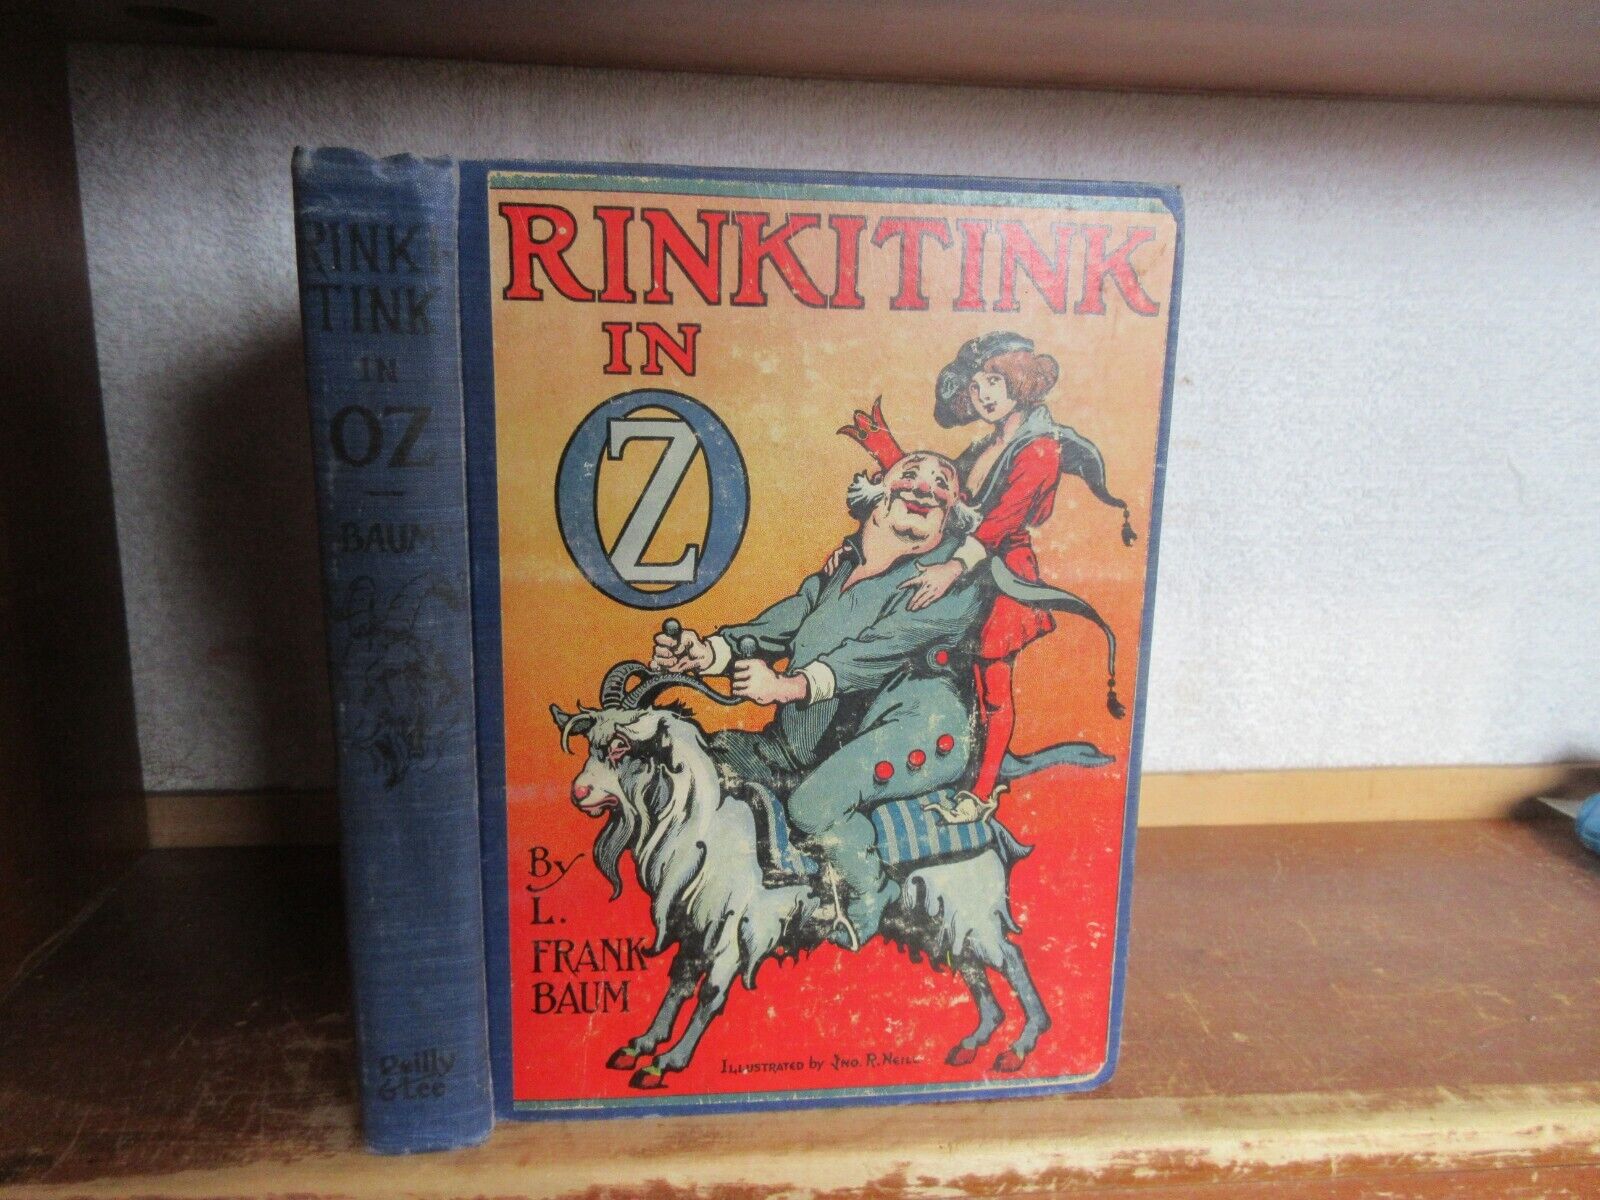 RINKI-
TINK
IN
OZ
BAUM
Reilly
& Lee
RINKITINK
IN
OZ
By
L.
FRANK
BAUM
ILLUSTRATED by JNO. R. NEILL